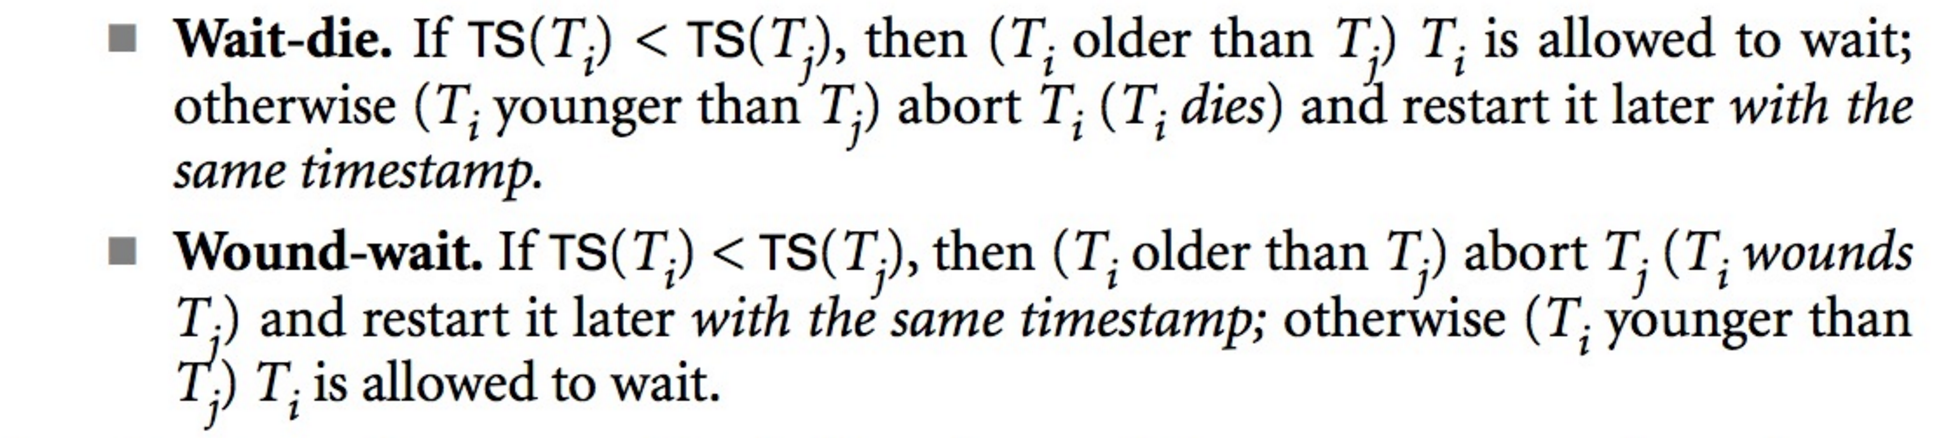 ■ Wait-die. If TS(Ti) < TS(Tj), then (Ti older than Tj) Ti is allowed to wait;
otherwise (Ti younger than Tj) abort Ti (Ti dies) and restart it later with the
same timestamp.
■ Wound-wait. If TS(Ti) < TS(Tj), then (Ti older than Tj) abort Tj (Ti wounds
Tj) and restart it later with the same timestamp; otherwise (Ti younger than
Tj) Ti is allowed to wait.